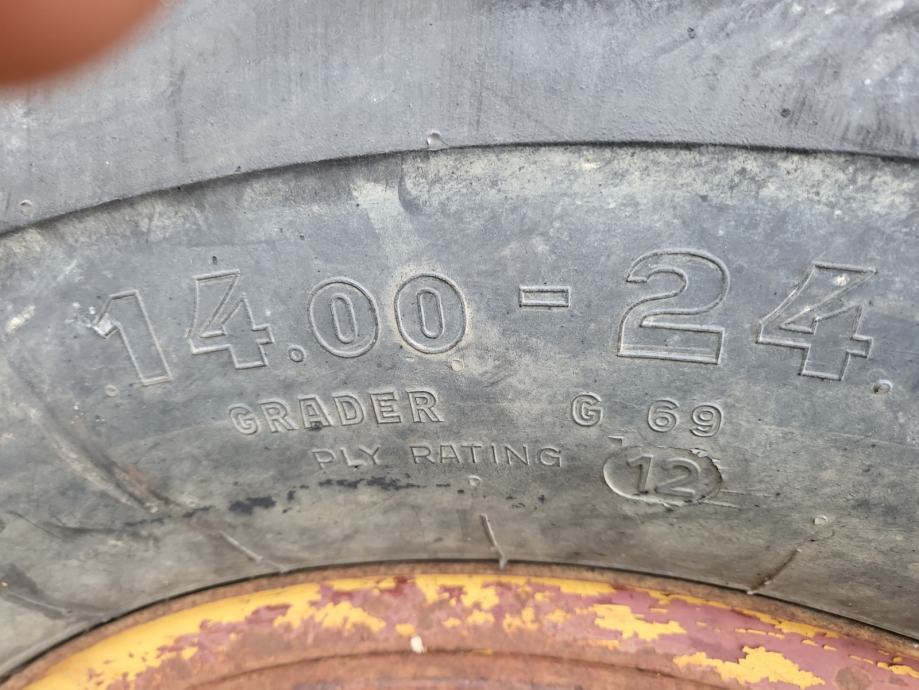 14.00-24
GRADER G 69
PLY RATING 12